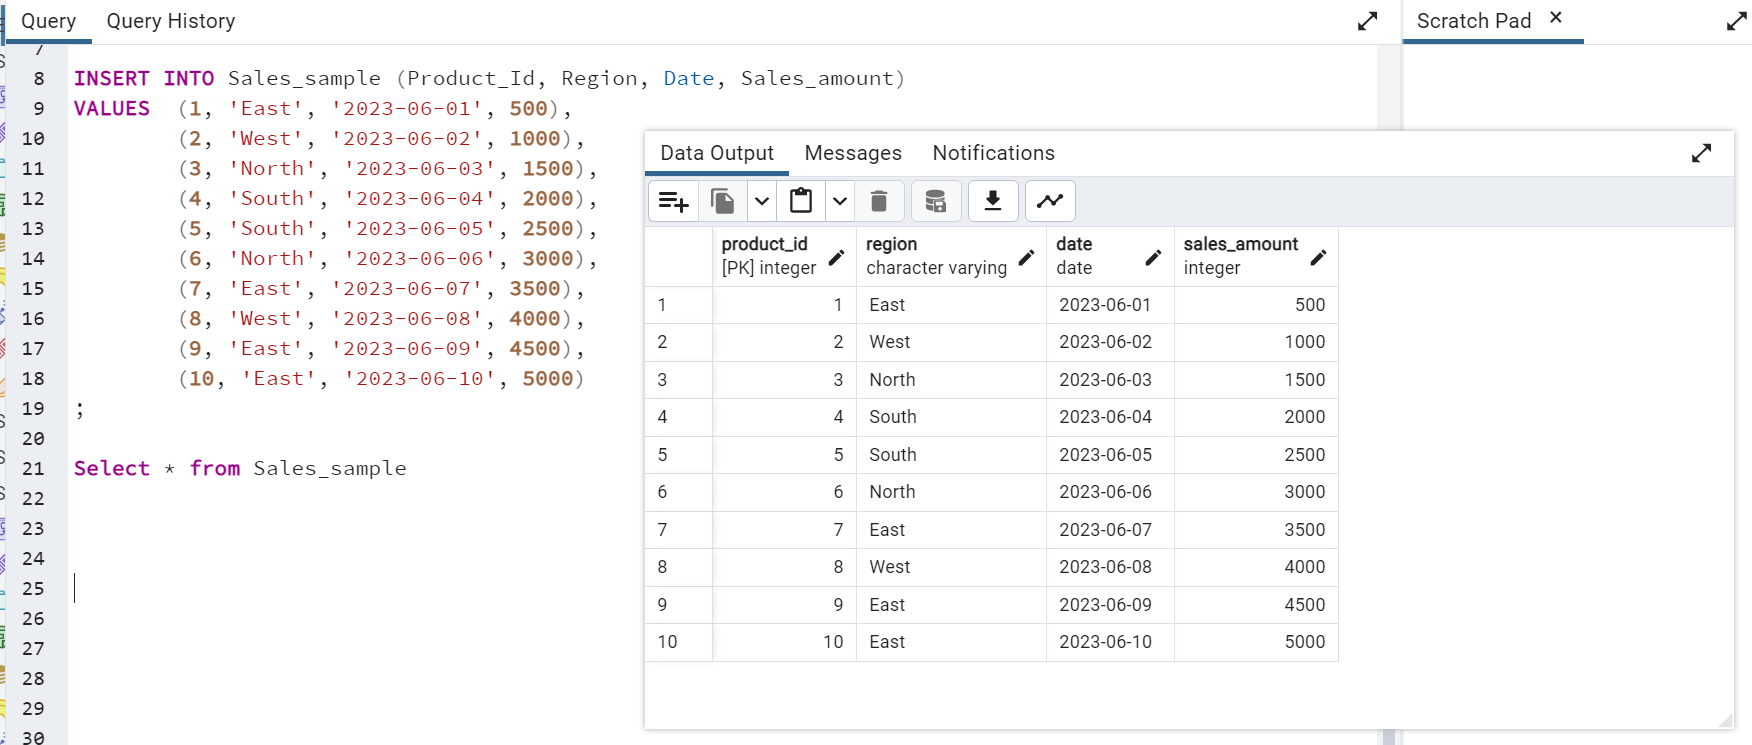 Query Query History
Scratch Pad ×
7
8 INSERT INTO Sales_sample (Product_Id, Region, Date, Sales_amount)
9 VALUES (1, 'East', '2023-06-01', 500),
10 (2, 'West', '2023-06-02', 1000),
11 (3, 'North', '2023-06-03', 1500),
12 (4, 'South', '2023-06-04', 2000),
13 (5, 'South', '2023-06-05', 2500),
14 (6, 'North', '2023-06-06', 3000),
15 (7, 'East', '2023-06-07', 3500),
16 (8, 'West', '2023-06-08', 4000),
17 (9, 'East', '2023-06-09', 4500),
18 (10, 'East', '2023-06-10', 5000)
19 ;
20
21 Select * from Sales_sample
22
23
24
25
26
27
28
29
30
Data Output Messages Notifications
product_id region date sales_amount
[PK] integer character varying date integer
1 1 East 2023-06-01 500
2 2 West 2023-06-02 1000
3 3 North 2023-06-03 1500
4 4 South 2023-06-04 2000
5 5 South 2023-06-05 2500
6 6 North 2023-06-06 3000
7 7 East 2023-06-07 3500
8 8 West 2023-06-08 4000
9 9 East 2023-06-09 4500
10 10 East 2023-06-10 5000